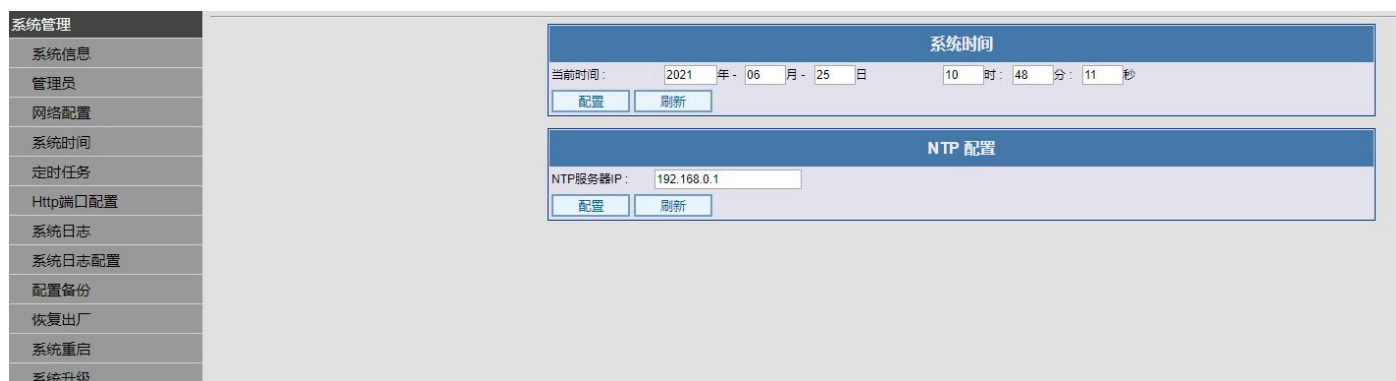 系统管理
系统信息
管理员
网络配置
系统时间
定时任务
Http端口配置
系统日志
系统日志配置
配置备份
恢复出厂
系统重启
系统升级
系统时间
当前时间： 2021 年- 06 月- 25 日 10 时： 48 分： 11 秒
配置 刷新
NTP 配置
NTP服务器IP： 192.168.0.1
配置 刷新